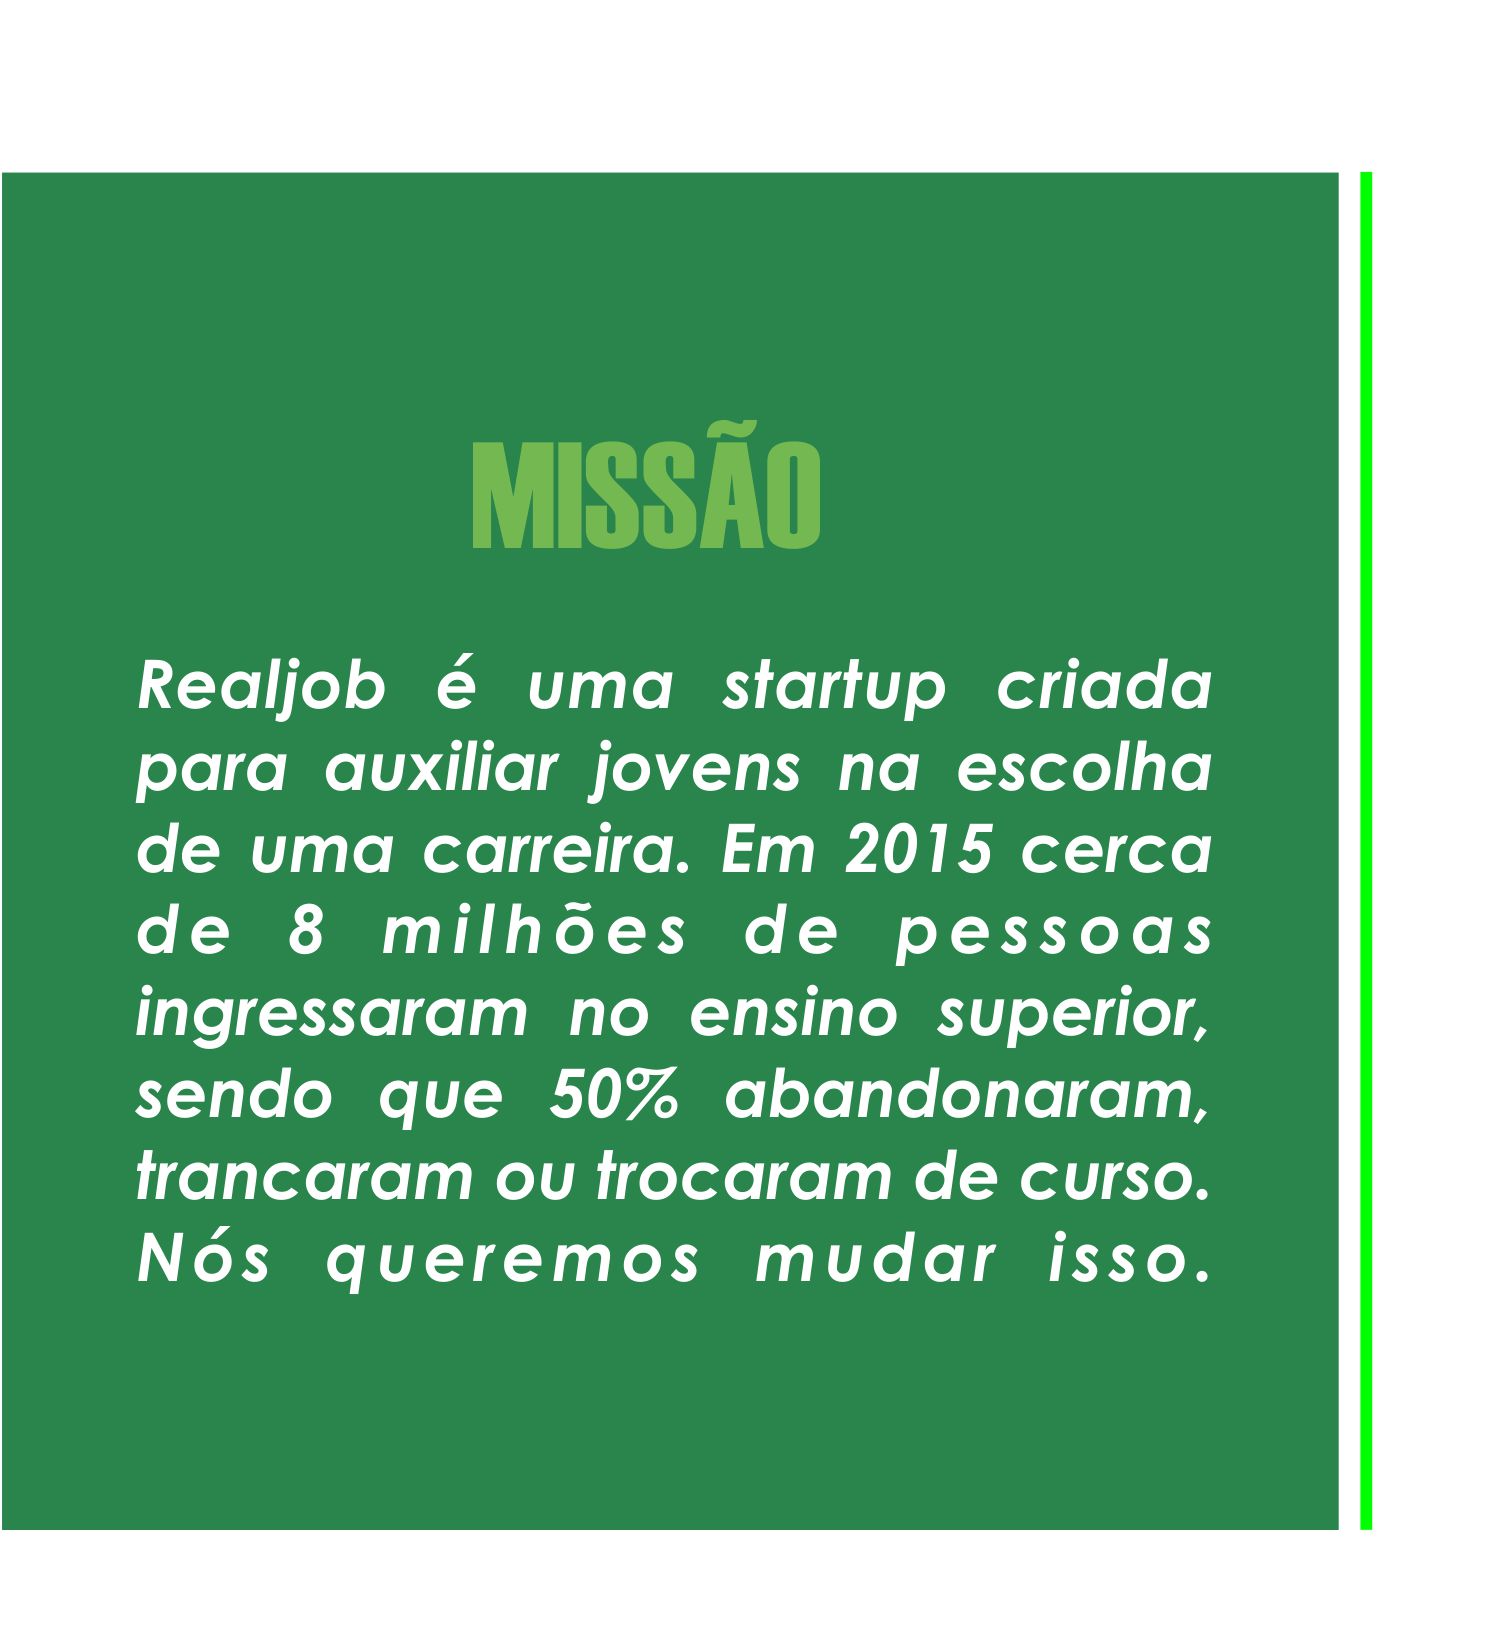 MISSÃO
Realjob é uma startup criada
para auxiliar jovens na escolha
de uma carreira. Em 2015 cerca
de 8 milhões de pessoas
ingressaram no ensino superior,
sendo que 50% abandonaram,
trancaram ou trocaram de curso.
Nós queremos mudar isso.